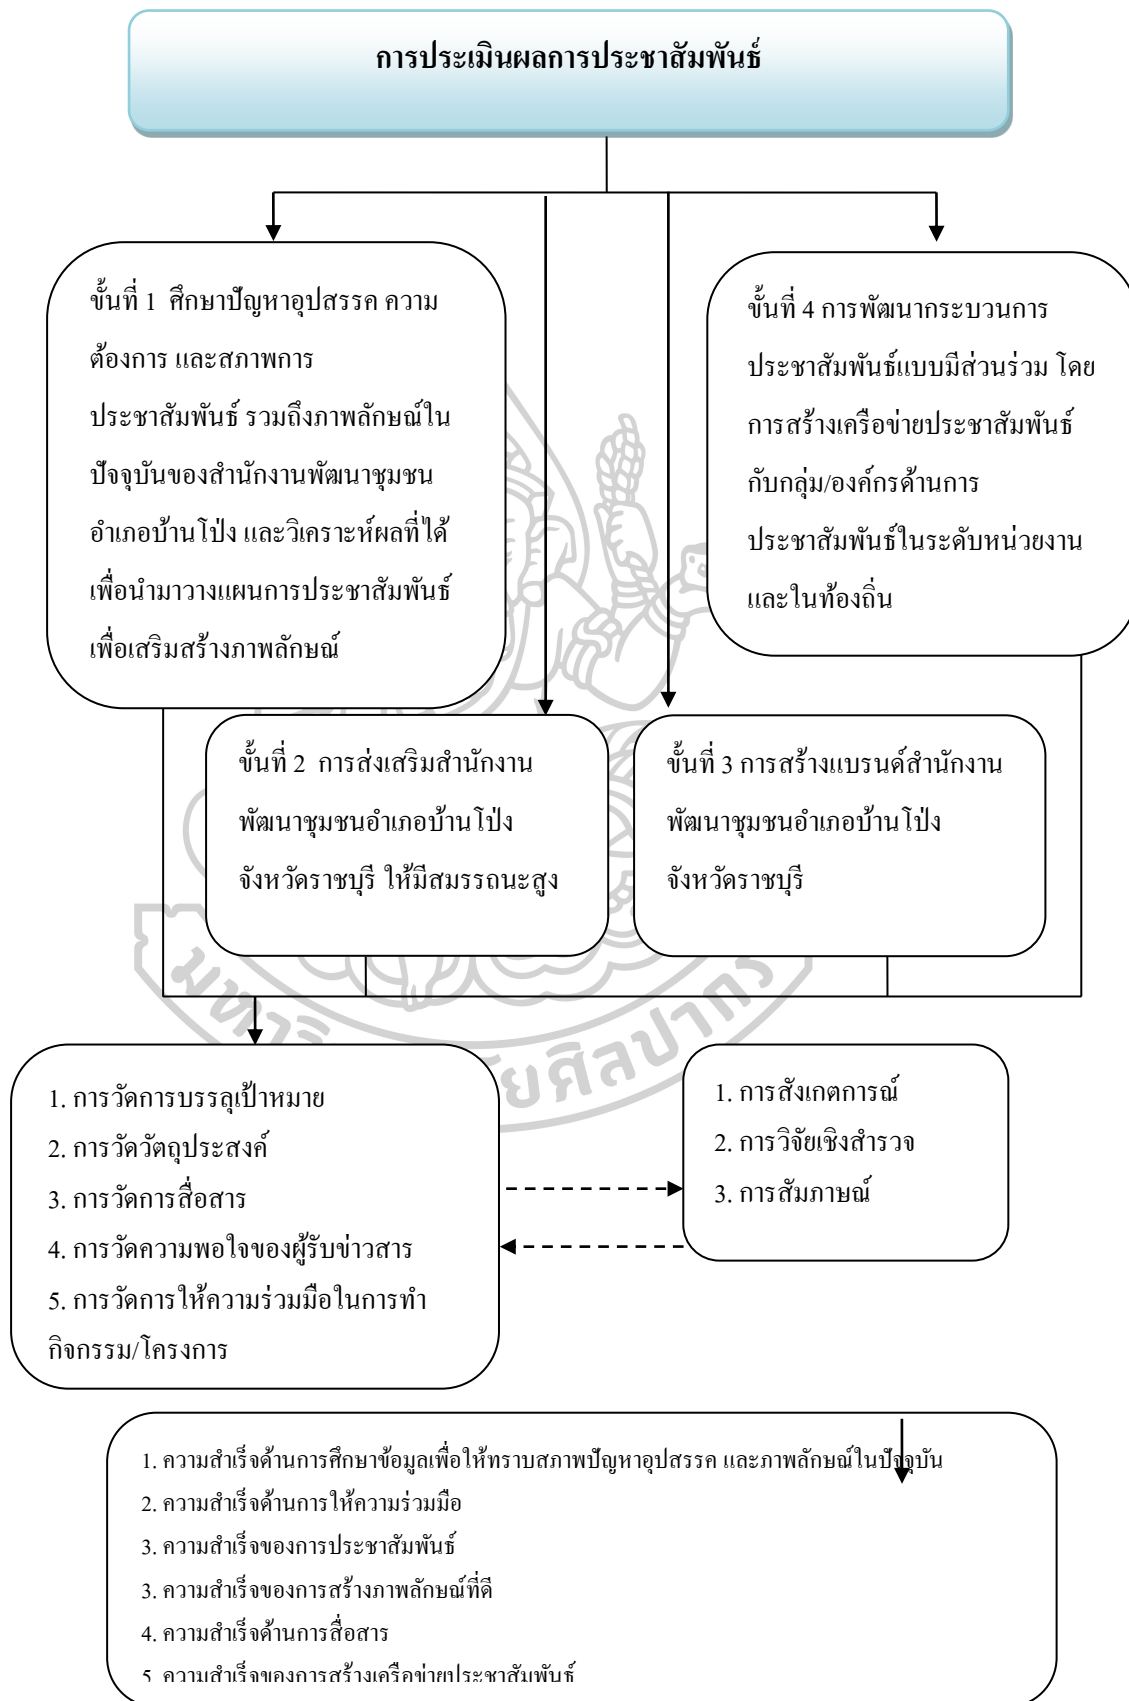 การประเมินผลการประชาสัมพันธ์
ขั้นที่ 1 ศึกษาปัญหาอุปสรรค ความ
ต้องการ และสภาพการ
ประชาสัมพันธ์ รวมถึงภาพลักษณ์ใน
ปัจจุบันของสำนักงานพัฒนาชุมชน
อำเภอบ้านโป่ง และวิเคราะห์ผลที่ได้
เพื่อนำมาวางแผนการประชาสัมพันธ์
เพื่อเสริมสร้างภาพลักษณ์
ขั้นที่ 4 การพัฒนากระบวนการ
ประชาสัมพันธ์แบบมีส่วนร่วม โดย
การสร้างเครือข่ายประชาสัมพันธ์
กับกลุ่ม/องค์กรด้านการ
ประชาสัมพันธ์ในระดับหน่วยงาน
และในท้องถิ่น
ขั้นที่ 2 การส่งเสริมสำนักงาน
พัฒนาชุมชนอำเภอบ้านโป่ง
จังหวัดราชบุรี ให้มีสมรรถนะสูง
ขั้นที่ 3 การสร้างแบรนด์สำนักงาน
พัฒนาชุมชนอำเภอบ้านโป่ง
จังหวัดราชบุรี
1. การวัดการบรรลุเป้าหมาย
2. การวัดวัตถุประสงค์
3. การวัดการสื่อสาร
4. การวัดความพอใจของผู้รับข่าวสาร
5. การวัดการให้ความร่วมมือในการทำ
กิจกรรม/โครงการ
1. การสังเกตการณ์
2. การวิจัยเชิงสำรวจ
3. การสัมภาษณ์
1. ความสำเร็จด้านการศึกษาข้อมูลเพื่อให้ทราบสภาพปัญหาอุปสรรค และภาพลักษณ์ในปัจจุบัน
2. ความสำเร็จด้านการให้ความร่วมมือ
3. ความสำเร็จของการประชาสัมพันธ์
3. ความสำเร็จของการสร้างภาพลักษณ์ที่ดี
4. ความสำเร็จด้านการสื่อสาร
5. ความสำเร็จของการสร้างเครือข่ายประชาสัมพันธ์